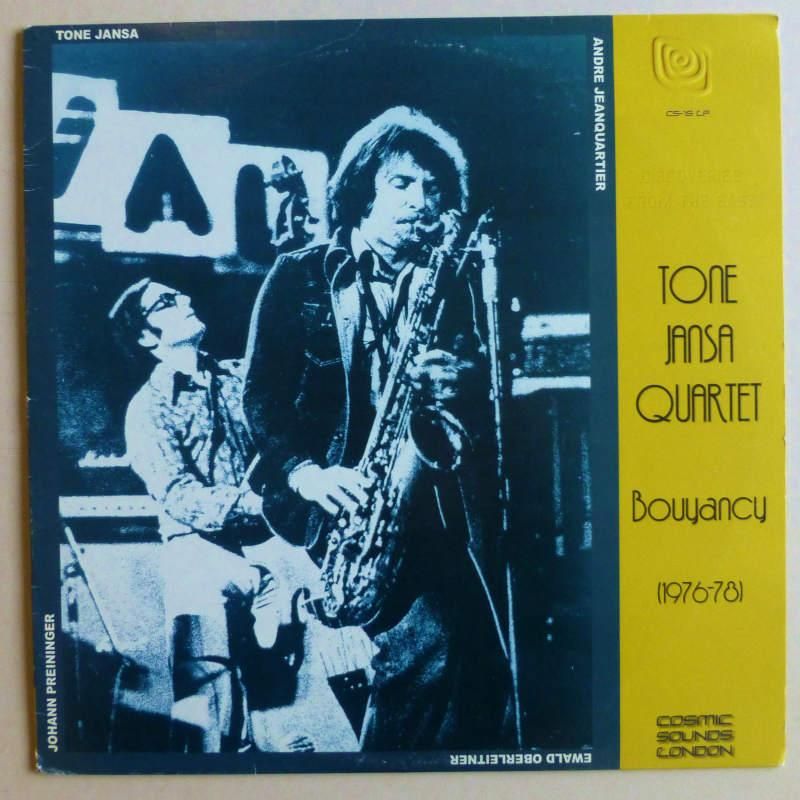 TONE JANSA
ANDRE JEANQUARTIER
JOHANN PREININGER
EWALD OBERLEITNER
CS-15 LP
DISCOVERIES
FROM THE EAST
TONE
JANSA
QUARTET
Bouyancy
(1976-78)
COSMIC
SOUNDS
LONDON